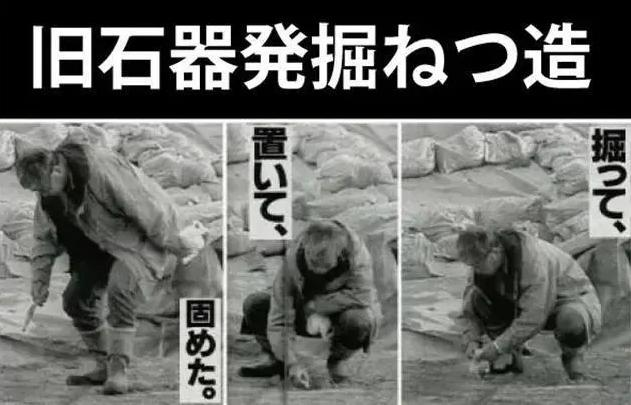 旧石器発掘ねつ造
掘って、
置いて、
固めた。